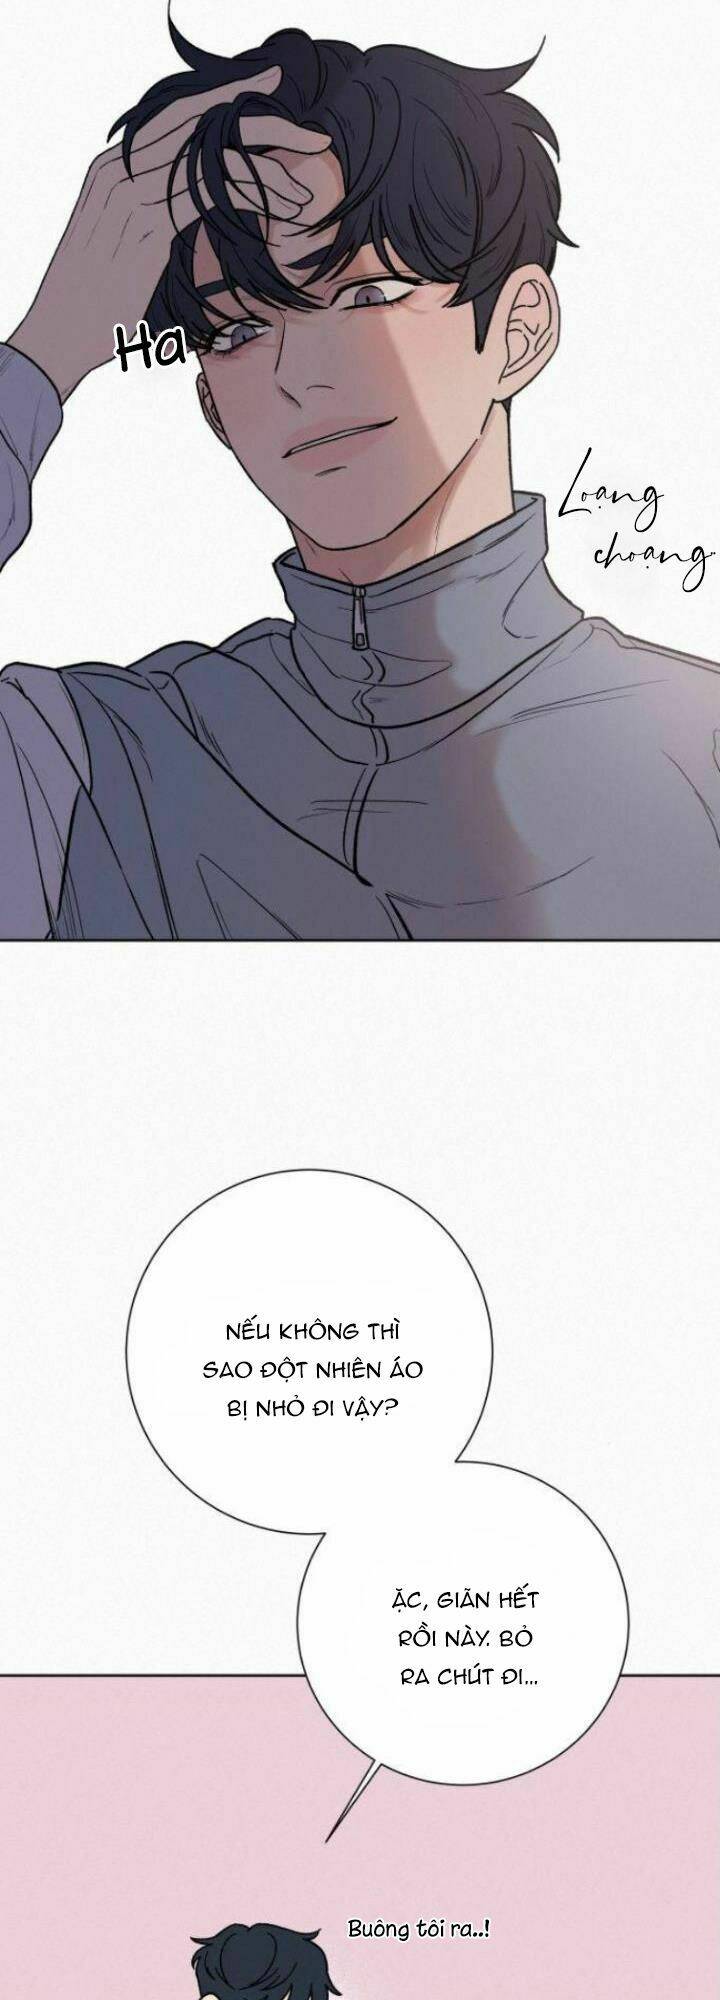 Ha
Loạng
choạng..
NẾU KHÔNG THÌ
SAO ĐỘT NHIÊN ÁO
BỊ NHỎ ĐI VẬY?
ẶC, GIÃN HẾT
RỒI NÀY. BỎ
RA CHÚT ĐI...
Buông tôi ra..!